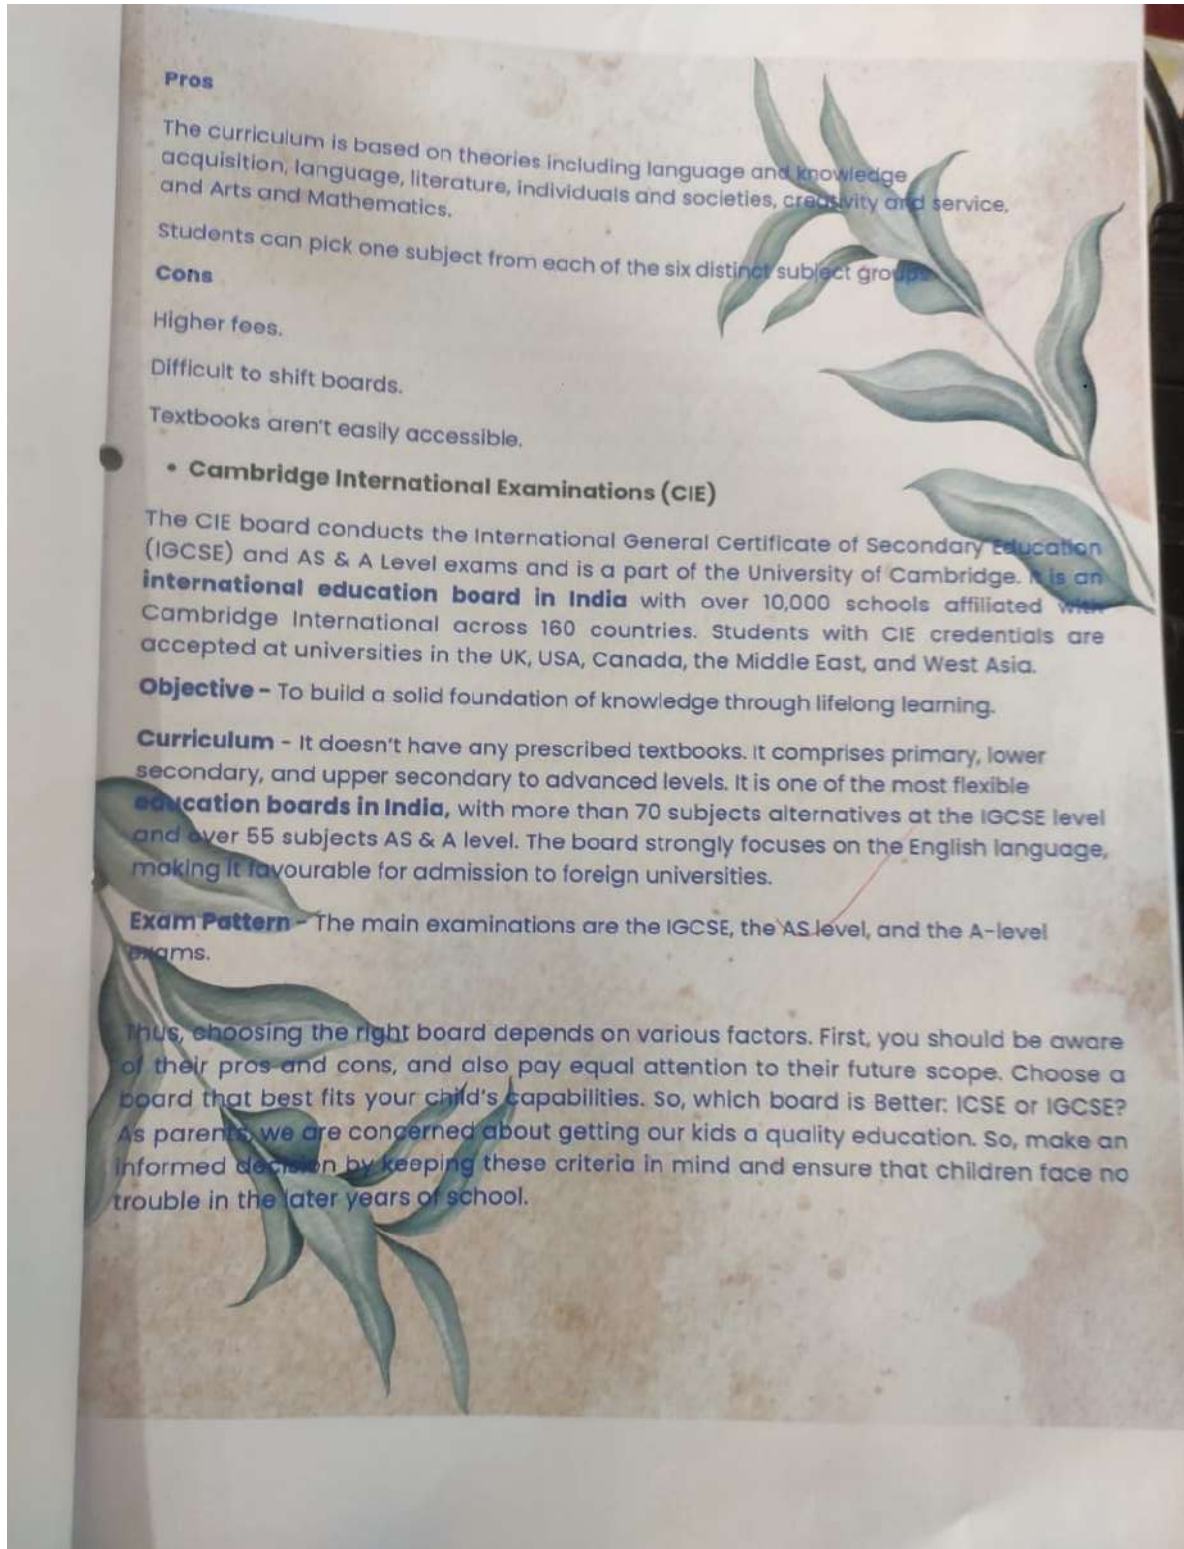 Pros
The curriculum is based on theories including language and knowledge
acquisition, language, literature, individuals and societies, creativity and service,
and Arts and Mathematics.
Students can pick one subject from each of the six distinct subject groups
Cons
Higher fees.
Difficult to shift boards.
Textbooks aren't easily accessible.
• Cambridge International Examinations (CIE)
The CIE board conducts the International General Certificate of Secondary Education
(IGCSE) and AS & A Level exams and is a part of the University of Cambridge. It is an
international education board in India with over 10,000 schools affiliated with
Cambridge International across 160 countries. Students with CIE credentials are
accepted at universities in the UK, USA, Canada, the Middle East, and West Asia.
Objective - To build a solid foundation of knowledge through lifelong learning.
Curriculum - It doesn't have any prescribed textbooks. It comprises primary, lower
secondary, and upper secondary to advanced levels. It is one of the most flexible
education boards in India, with more than 70 subjects alternatives at the IGCSE level
and over 55 subjects AS & A level. The board strongly focuses on the English language,
making it favourable for admission to foreign universities.
Exam Pattern - The main examinations are the IGCSE, the AS level, and the A-level
exams.
Thus, choosing the right board depends on various factors. First, you should be aware
of their pros and cons, and also pay equal attention to their future scope. Choose a
board that best fits your child's capabilities. So, which board is Better: ICSE or IGCSE?
As parents, we are concerned about getting our kids a quality education. So, make an
informed decision by keeping these criteria in mind and ensure that children face no
trouble in the later years of school.